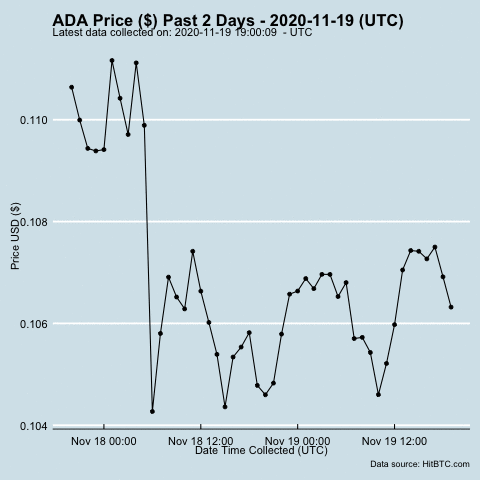 ADA Price ($) Past 2 Days - 2020-11-19 (UTC)
Latest data collected on: 2020-11-19 19:00:09 - UTC
Price USD ($)
0.110
0.108
0.106
0.104
Nov 18 00:00 Nov 18 12:00 Nov 19 00:00 Nov 19 12:00
Date Time Collected (UTC)
Data source: HitBTC.com